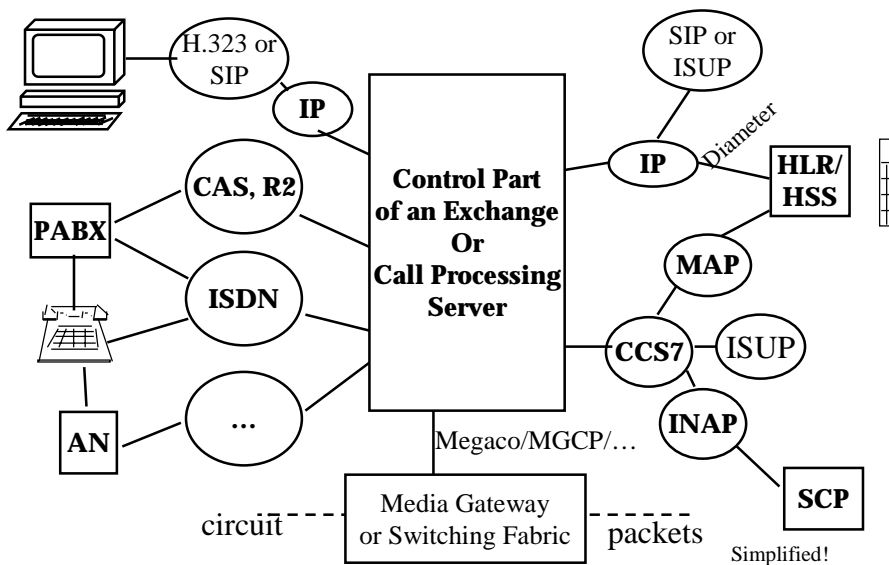 H.323 or
SIP
IP
SIP or
ISUP
Diameter
IP
HLR/
HSS
CAS, R2
Control Part
of an Exchange
Or
Call Processing
Server
PABX
MAP
ISDN
CCS7
ISUP
AN
…
INAP
Megaco/MGCP/…
SCP
circuit
Media Gateway
or Switching Fabric
packets
Simplified!